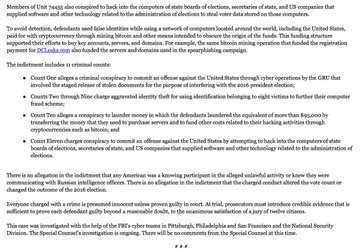 Members of Unit 74455 also conspired to hack into the computers of state boards of elections, secretaries of state, and US companies that
supplied software and other technology related to the administration of elections to steal voter data stored on those computers.
To avoid detection, defendants used false identities while using a network of computers located around the world, including the United States,
paid for with cryptocurrency through mining bitcoin and other means intended to obscure the origin of the funds. This funding structure
supported their efforts to buy key accounts, servers, and domains. For example, the same bitcoin mining operation that funded the registration
payment for DCLeaks.com also funded the servers and domains used in the spearphishing campaign.
The indictment includes 11 criminal counts:
• Count One alleges a criminal conspiracy to commit an offense against the United States through cyber operations by the GRU that
involved the staged release of stolen documents for the purpose of interfering with the 2016 president election;
• Counts Two through Nine charge aggravated identity theft for using identification belonging to eight victims to further their computer
fraud scheme;
• Count Ten alleges a conspiracy to launder money in which the defendants laundered the equivalent of more than $95,000 by
transferring the money they used to purchase servers and to fund other costs related to their hacking activities through
cryptocurrencies such as bitcoin; and
• Count Eleven charges conspiracy to commit an offense against the United States by attempting to hack into the computers of state
boards of elections, secretaries of state, and US companies that supplied software and other technology related to the administration of
elections.
There is no allegation in the indictment that any American was a knowing participant in the alleged unlawful activity or knew they were
communicating with Russian intelligence officers. There is no allegation in the indictment that the charged conduct altered the vote count or
changed the outcome of the 2016 election.
Everyone charged with a crime is presumed innocent unless proven guilty in court. At trial, prosecutors must introduce credible evidence that is
sufficient to prove each defendant guilty beyond a reasonable doubt, to the unanimous satisfaction of a jury of twelve citizens.
This case was investigated with the help of the FBI's cyber teams in Pittsburgh, Philadelphia and San Francisco and the National Security
Division. The Special Counsel's investigation is ongoing. There will be no comments from the Special Counsel at this time.
# # #